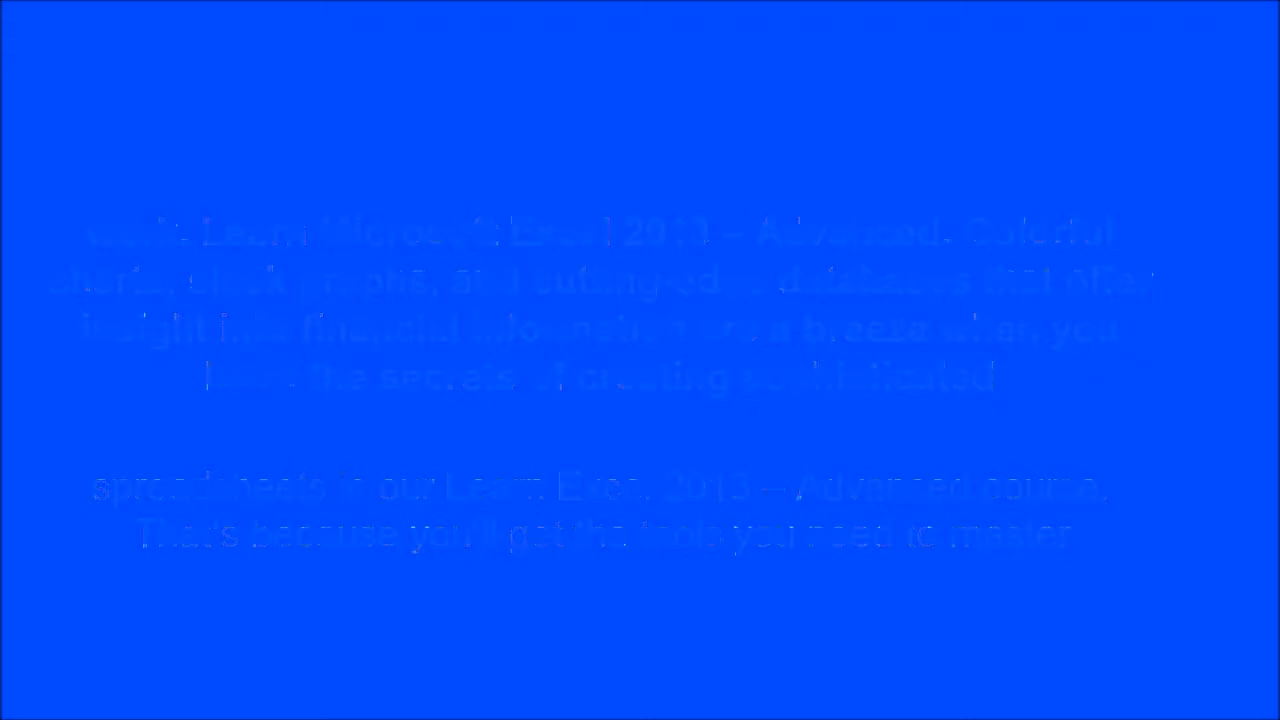 Learn Microsoft Excel 2013 – Advanced. Colorful
charts, clock graphs, and cutting-edge databases that offer
insight into financial information are a breeze when you
learn the secrets of creating sophisticated
spreadsheets in our Learn Excel 2013 – Advanced course.
That's because you'll get the tools you need to master